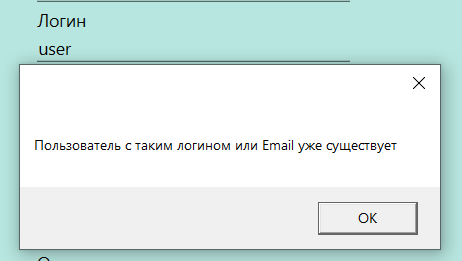 Логин
user
Пользователь с таким логином или Email уже существует
OK